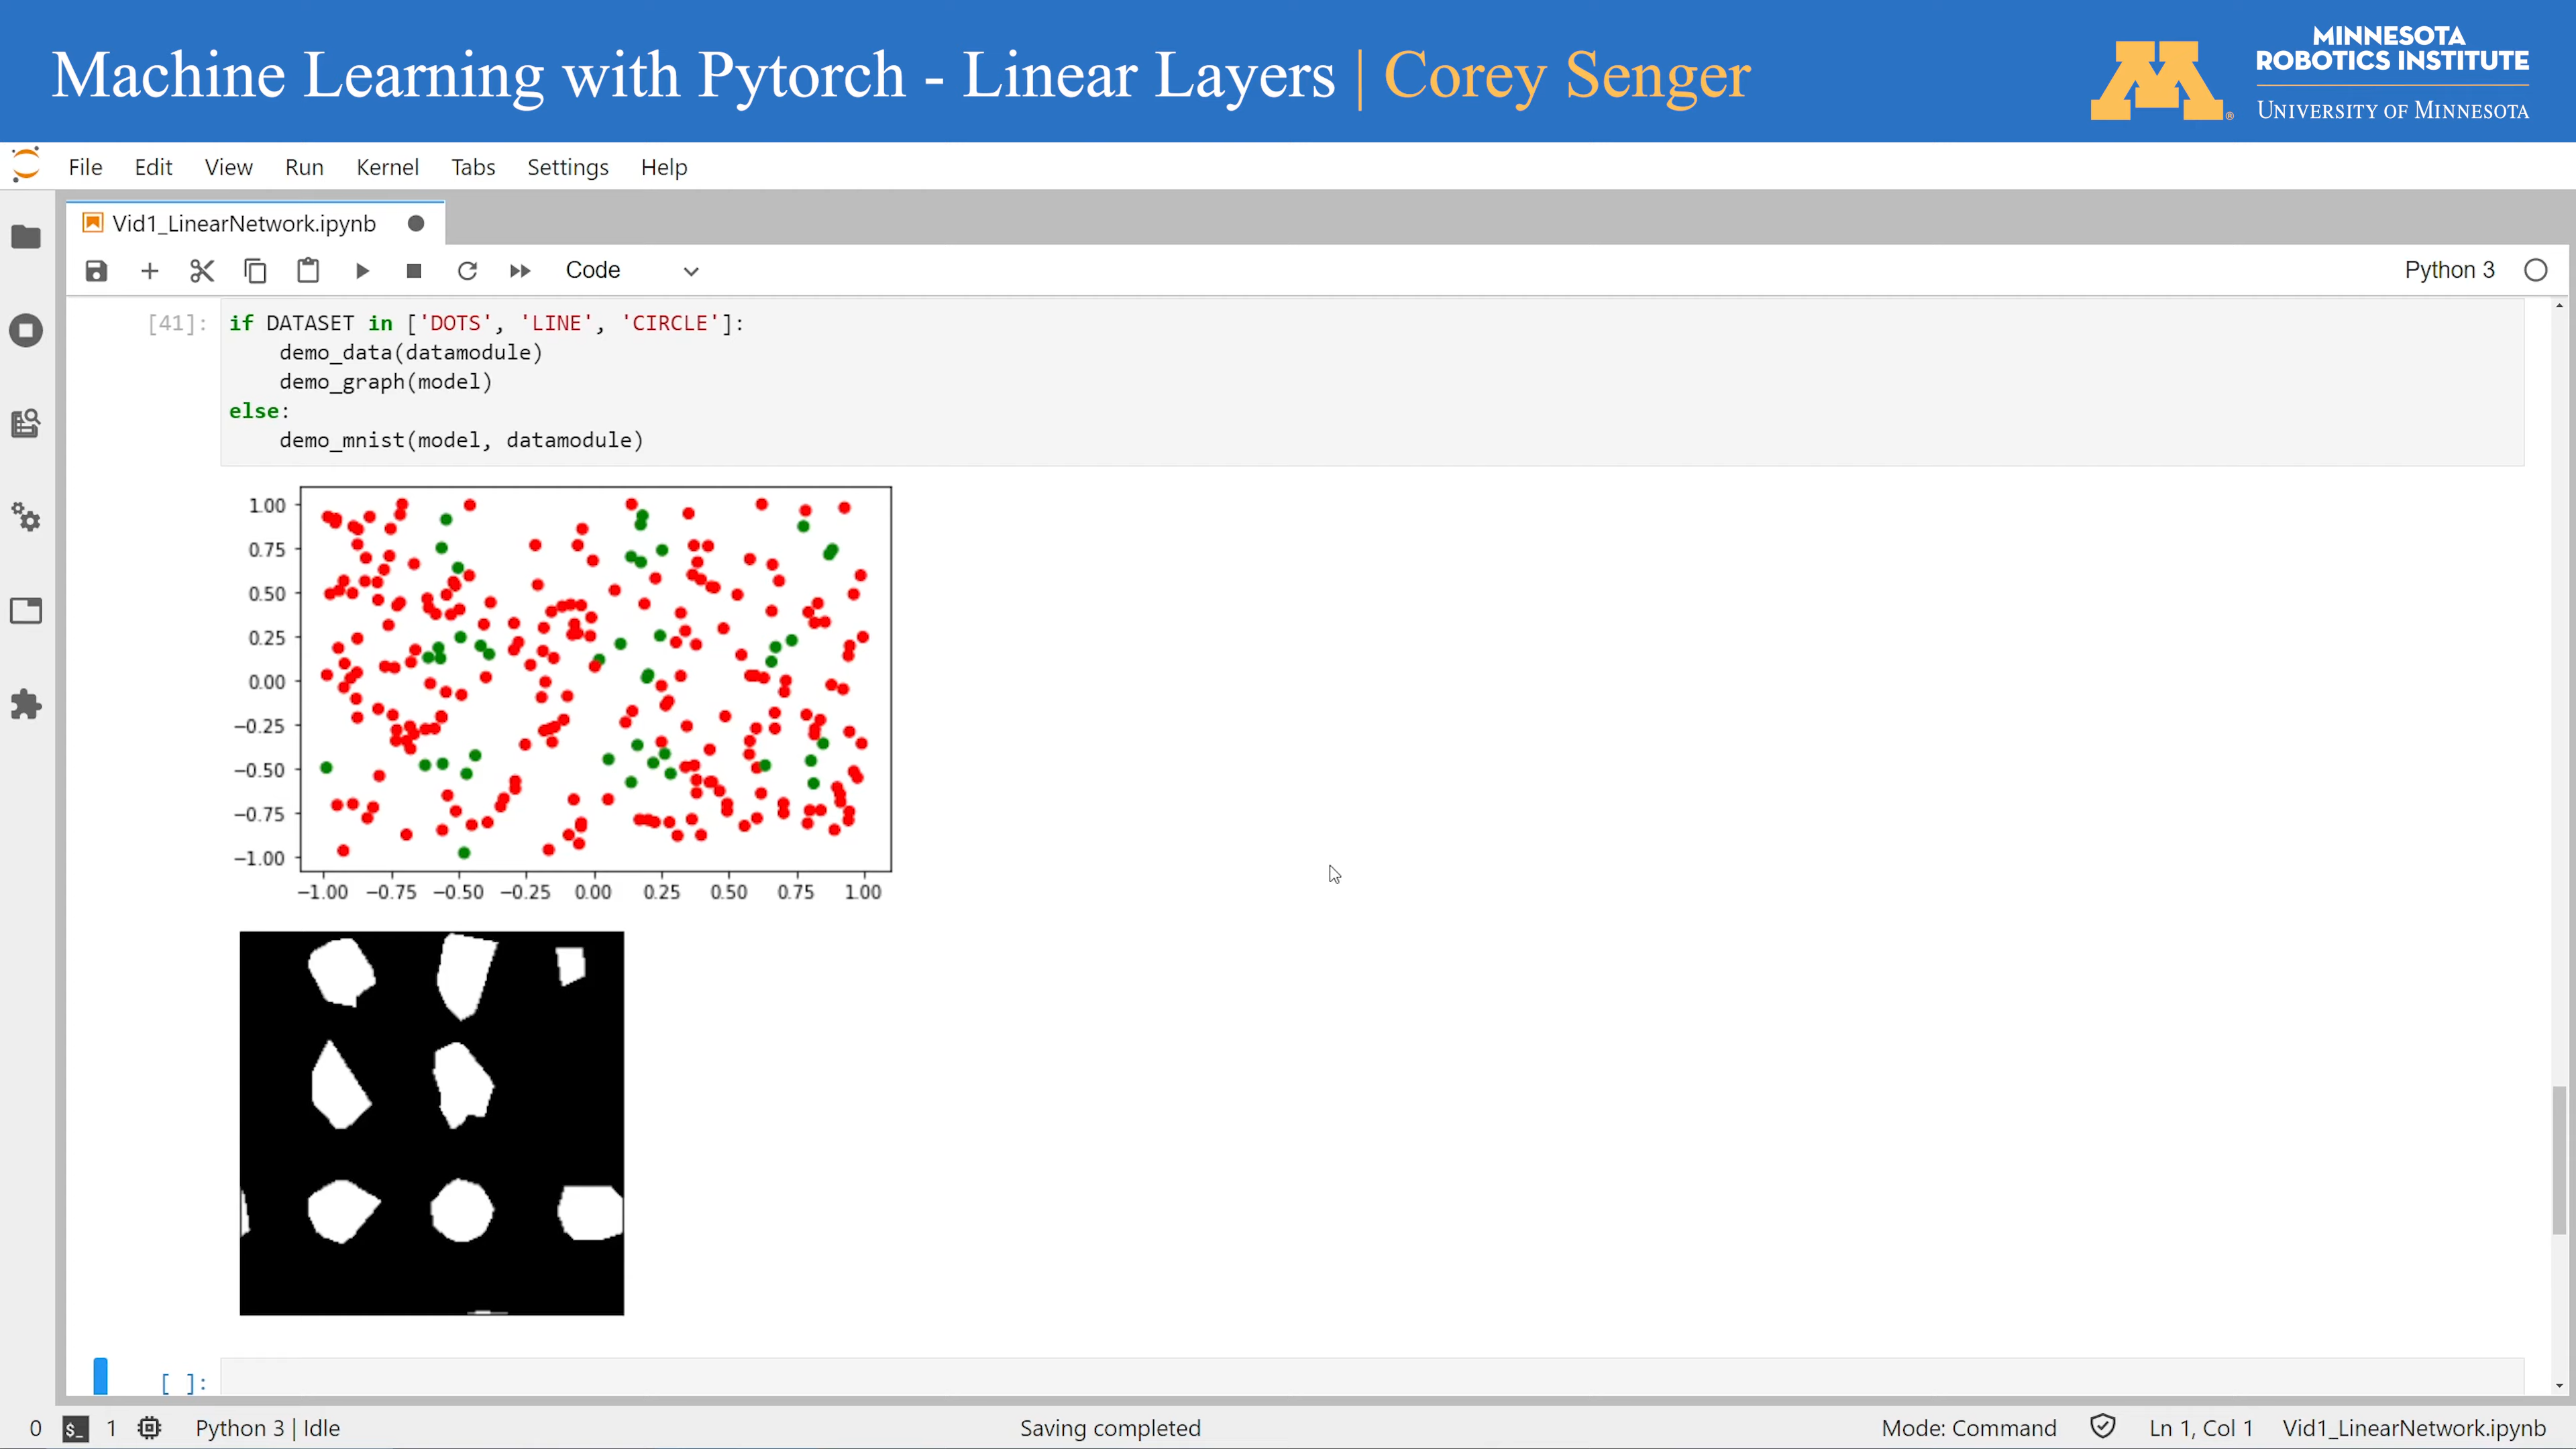 Machine Learning with Pytorch - Linear Layers | Corey Senger
MINNESOTA
ROBOTICS INSTITUTE
UNIVERSITY OF MINNESOTA
®
File Edit View Run Kernel Tabs Settings Help
Vid1_LinearNetwork.ipynb
Code
Python 3
[41]: if DATASET in ['DOTS', 'LINE', 'CIRCLE']:
demo_data(datamodule)
demo_graph(model)
else:
demo_mnist(model, datamodule)
1.00
0.75
0.50
0.25
0.00
−0.25
−0.50
−0.75
−1.00
−1.00 −0.75 −0.50 −0.25 0.00 0.25 0.50 0.75 1.00
[ ]:
0 $_ 1 Python 3 | Idle Saving completed Mode: Command Ln 1, Col 1 Vid1_LinearNetwork.ipynb